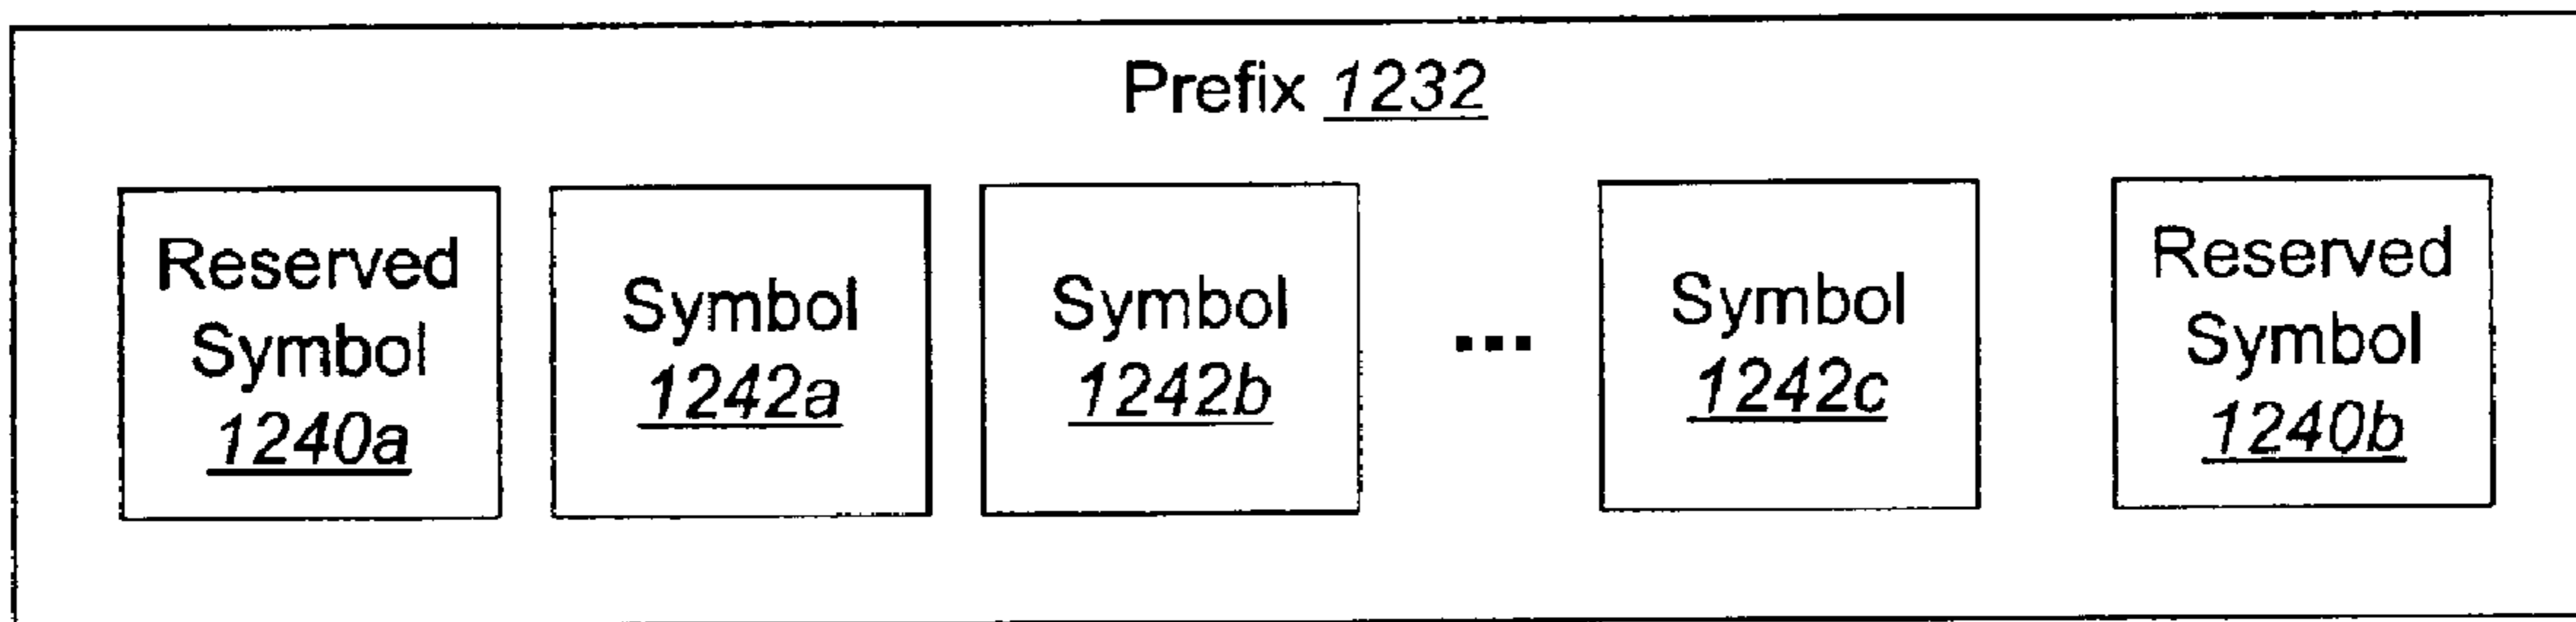 Prefix 1232
Reserved
Symbol
1240a
Symbol
1242a
Symbol
1242b
...
Symbol
1242c
Reserved
Symbol
1240b